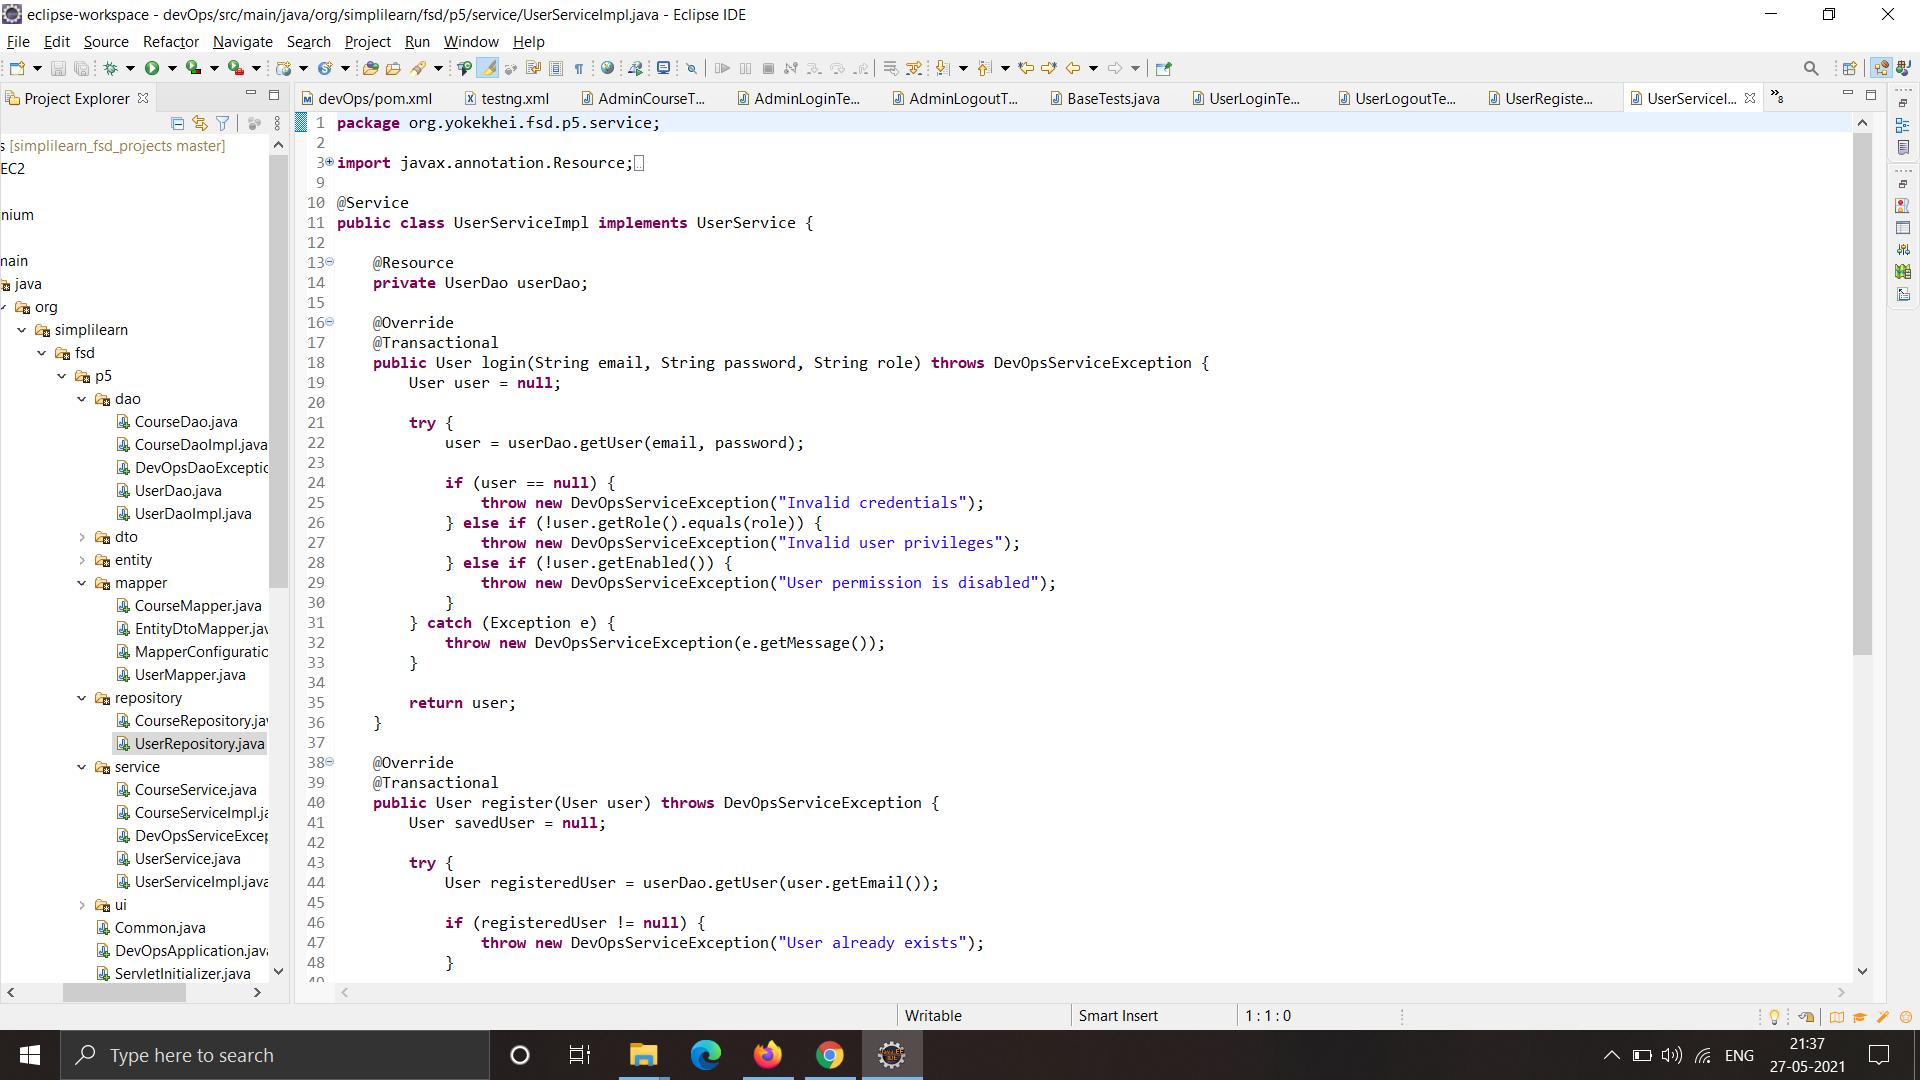 eclipse-workspace - devOps/src/main/java/org/simplilearn/fsd/p5/service/UserServiceImpl.java - Eclipse IDE
File Edit Source Refactor Navigate Search Project Run Window Help
Project Explorer
devOps/pom.xml testng.xml AdminCourseT... AdminLoginTe... AdminLogoutT... BaseTests.java UserLoginTe... UserLogoutTe... UserRegiste... UserServiceI... »8
s [simplilearn_fsd_projects master]
EC2
nium
main
java
org
simplilearn
fsd
p5
dao
CourseDao.java
CourseDaoImpl.java
DevOpsDaoExceptio
UserDao.java
UserDaoImpl.java
dto
entity
mapper
CourseMapper.java
EntityDtoMapper.jav
MapperConfiguratio
UserMapper.java
repository
CourseRepository.jav
UserRepository.java
service
CourseService.java
CourseServiceImpl.ja
DevOpsServiceExcep
UserService.java
UserServiceImpl.java
ui
Common.java
DevOpsApplication.java
ServletInitializer.java
1 package org.yokekhei.fsd.p5.service;
2
3 import javax.annotation.Resource;
9
10 @Service
11 public class UserServiceImpl implements UserService {
12
13 @Resource
14 private UserDao userDao;
15
16 @Override
17 @Transactional
18 public User login(String email, String password, String role) throws DevOpsServiceException {
19 User user = null;
20
21 try {
22 user = userDao.getUser(email, password);
23
24 if (user == null) {
25 throw new DevOpsServiceException("Invalid credentials");
26 } else if (!user.getRole().equals(role)) {
27 throw new DevOpsServiceException("Invalid user privileges");
28 } else if (!user.getEnabled()) {
29 throw new DevOpsServiceException("User permission is disabled");
30 }
31 } catch (Exception e) {
32 throw new DevOpsServiceException(e.getMessage());
33 }
34
35 return user;
36 }
37
38 @Override
39 @Transactional
40 public User register(User user) throws DevOpsServiceException {
41 User savedUser = null;
42
43 try {
44 User registeredUser = userDao.getUser(user.getEmail());
45
46 if (registeredUser != null) {
47 throw new DevOpsServiceException("User already exists");
48 }
Writable Smart Insert 1 : 1 : 0
Type here to search
ENG
21:37
27-05-2021